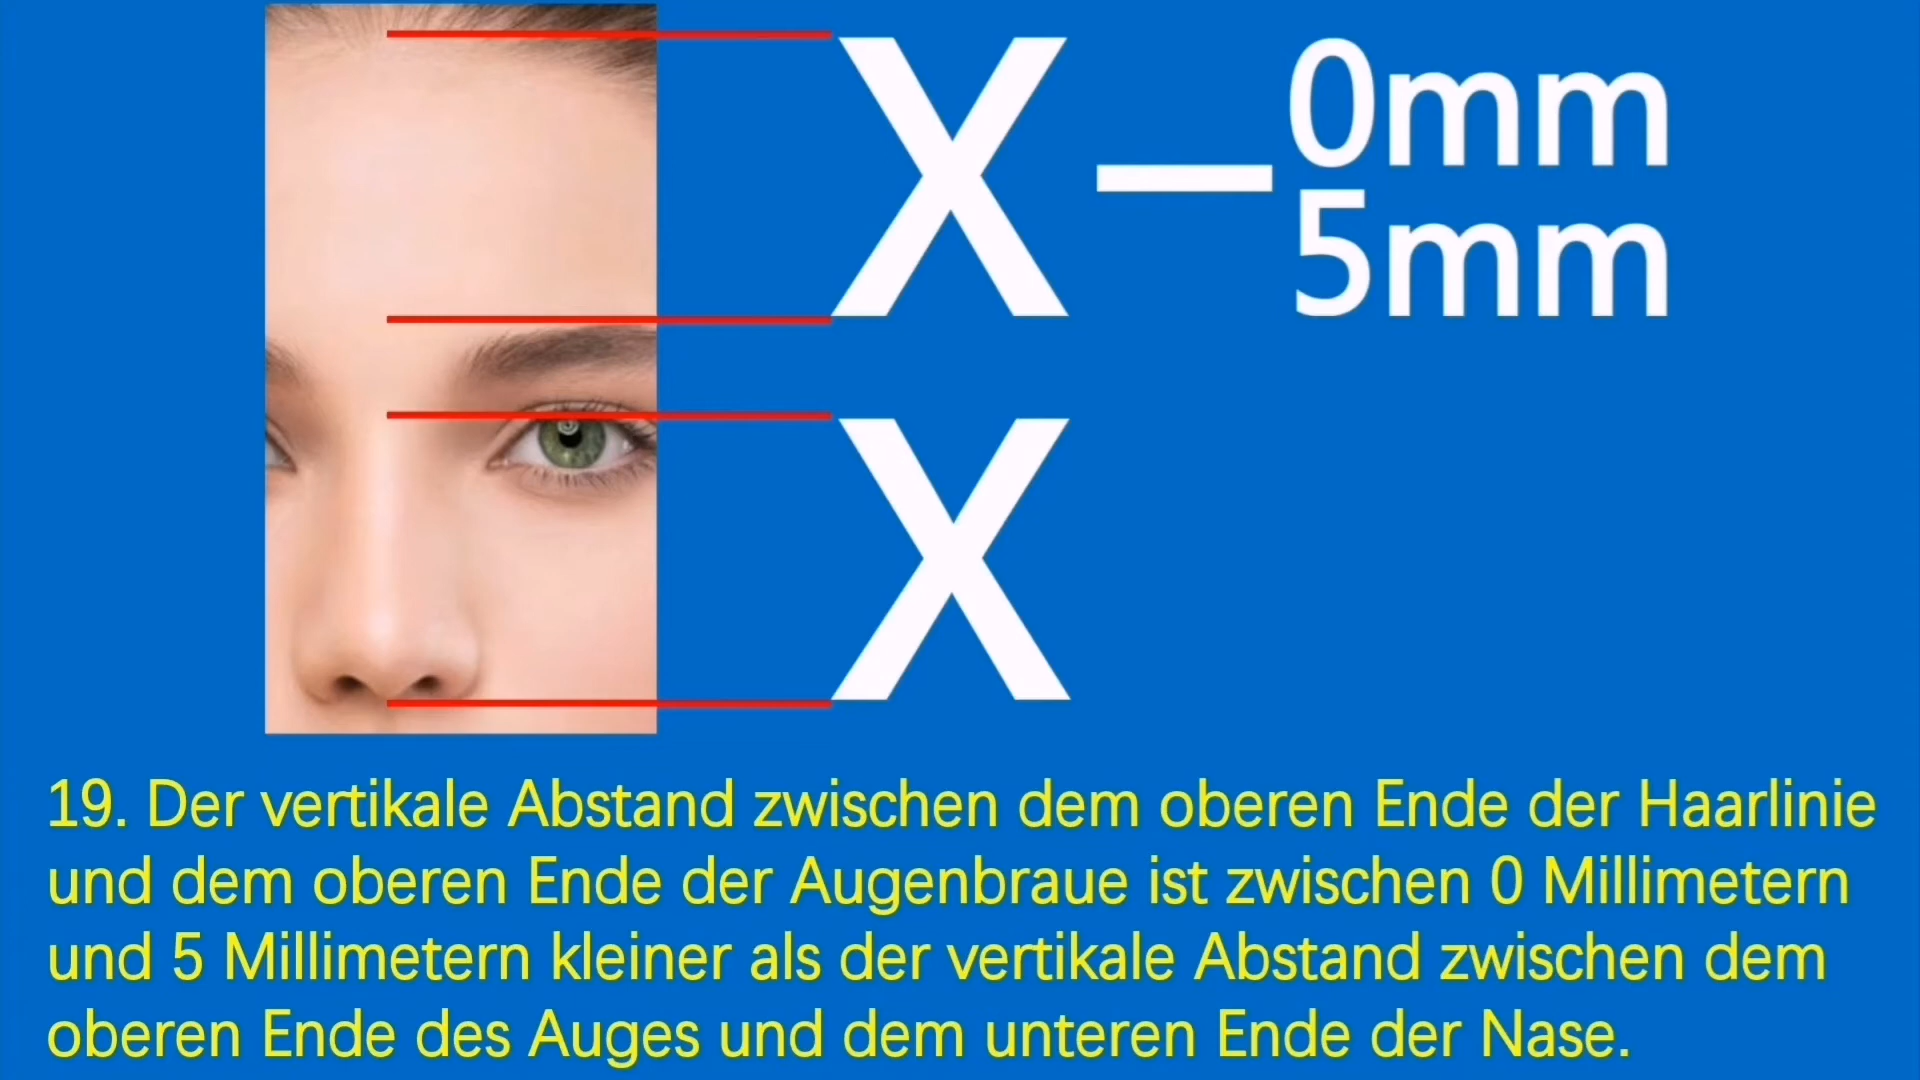 X — 0mm
5mm
X
19. Der vertikale Abstand zwischen dem oberen Ende der Haarlinie
und dem oberen Ende der Augenbraue ist zwischen 0 Millimetern
und 5 Millimetern kleiner als der vertikale Abstand zwischen dem
oberen Ende des Auges und dem unteren Ende der Nase.